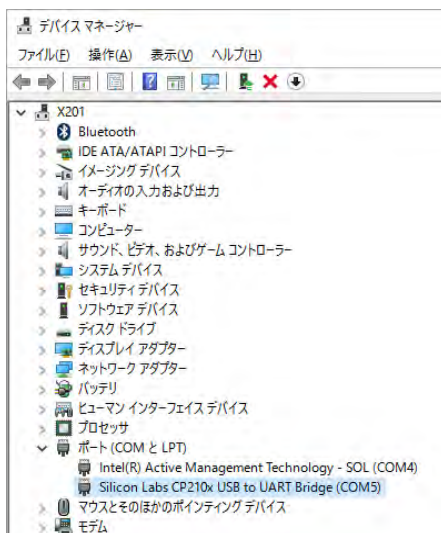 デバイス マネージャー
ファイル(F) 操作(A) 表示(V) ヘルプ(H)
X201
Bluetooth
IDE ATA/ATAPI コントローラー
イメージング デバイス
オーディオの入力および出力
キーボード
コンピューター
サウンド、ビデオ、およびゲーム コントローラー
システム デバイス
セキュリティ デバイス
ソフトウェア デバイス
ディスク ドライブ
ディスプレイ アダプター
ネットワーク アダプター
バッテリ
ヒューマン インターフェイス デバイス
プロセッサ
ポート (COM と LPT)
Intel(R) Active Management Technology - SOL (COM4)
Silicon Labs CP210x USB to UART Bridge (COM5)
マウスとそのほかのポインティング デバイス
モデム